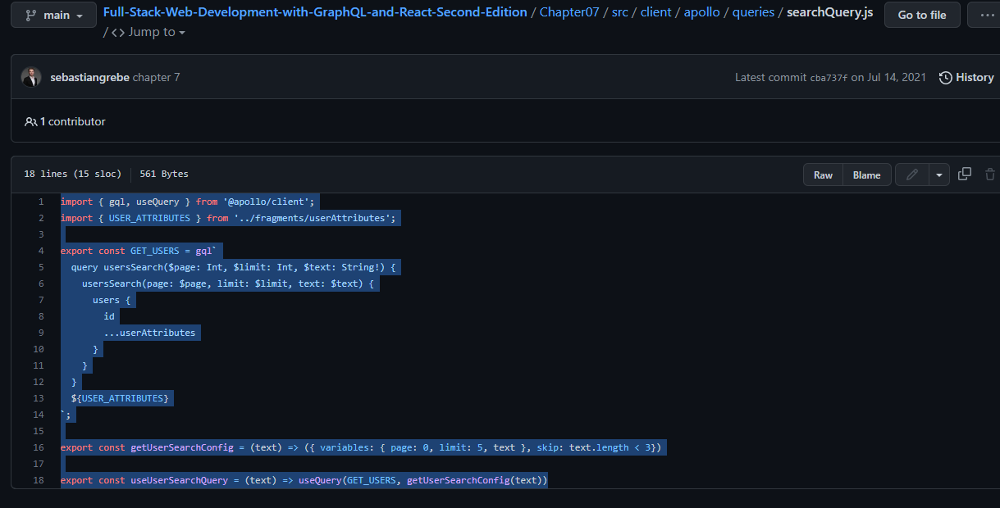 main
Full-Stack-Web-Development-with-GraphQL-and-React-Second-Edition / Chapter07 / src / client / apollo / queries / searchQuery.js
Go to file
...
/ <> Jump to
sebastiangrebe chapter 7
Latest commit cba737f on Jul 14, 2021
History
1 contributor
18 lines (15 sloc) 561 Bytes
Raw
Blame
1 import { gql, useQuery } from '@apollo/client';
2 import { USER_ATTRIBUTES } from '../fragments/userAttributes';
3
4 export const GET_USERS = gql`
5 query usersSearch($page: Int, $limit: Int, $text: String!) {
6 usersSearch(page: $page, limit: $limit, text: $text) {
7 users {
8 id
9 ...userAttributes
10 }
11 }
12 }
13 ${USER_ATTRIBUTES}
14 `;
15
16 export const getUserSearchConfig = (text) => ({ variables: { page: 0, limit: 5, text }, skip: text.length < 3})
17
18 export const useUserSearchQuery = (text) => useQuery(GET_USERS, getUserSearchConfig(text))